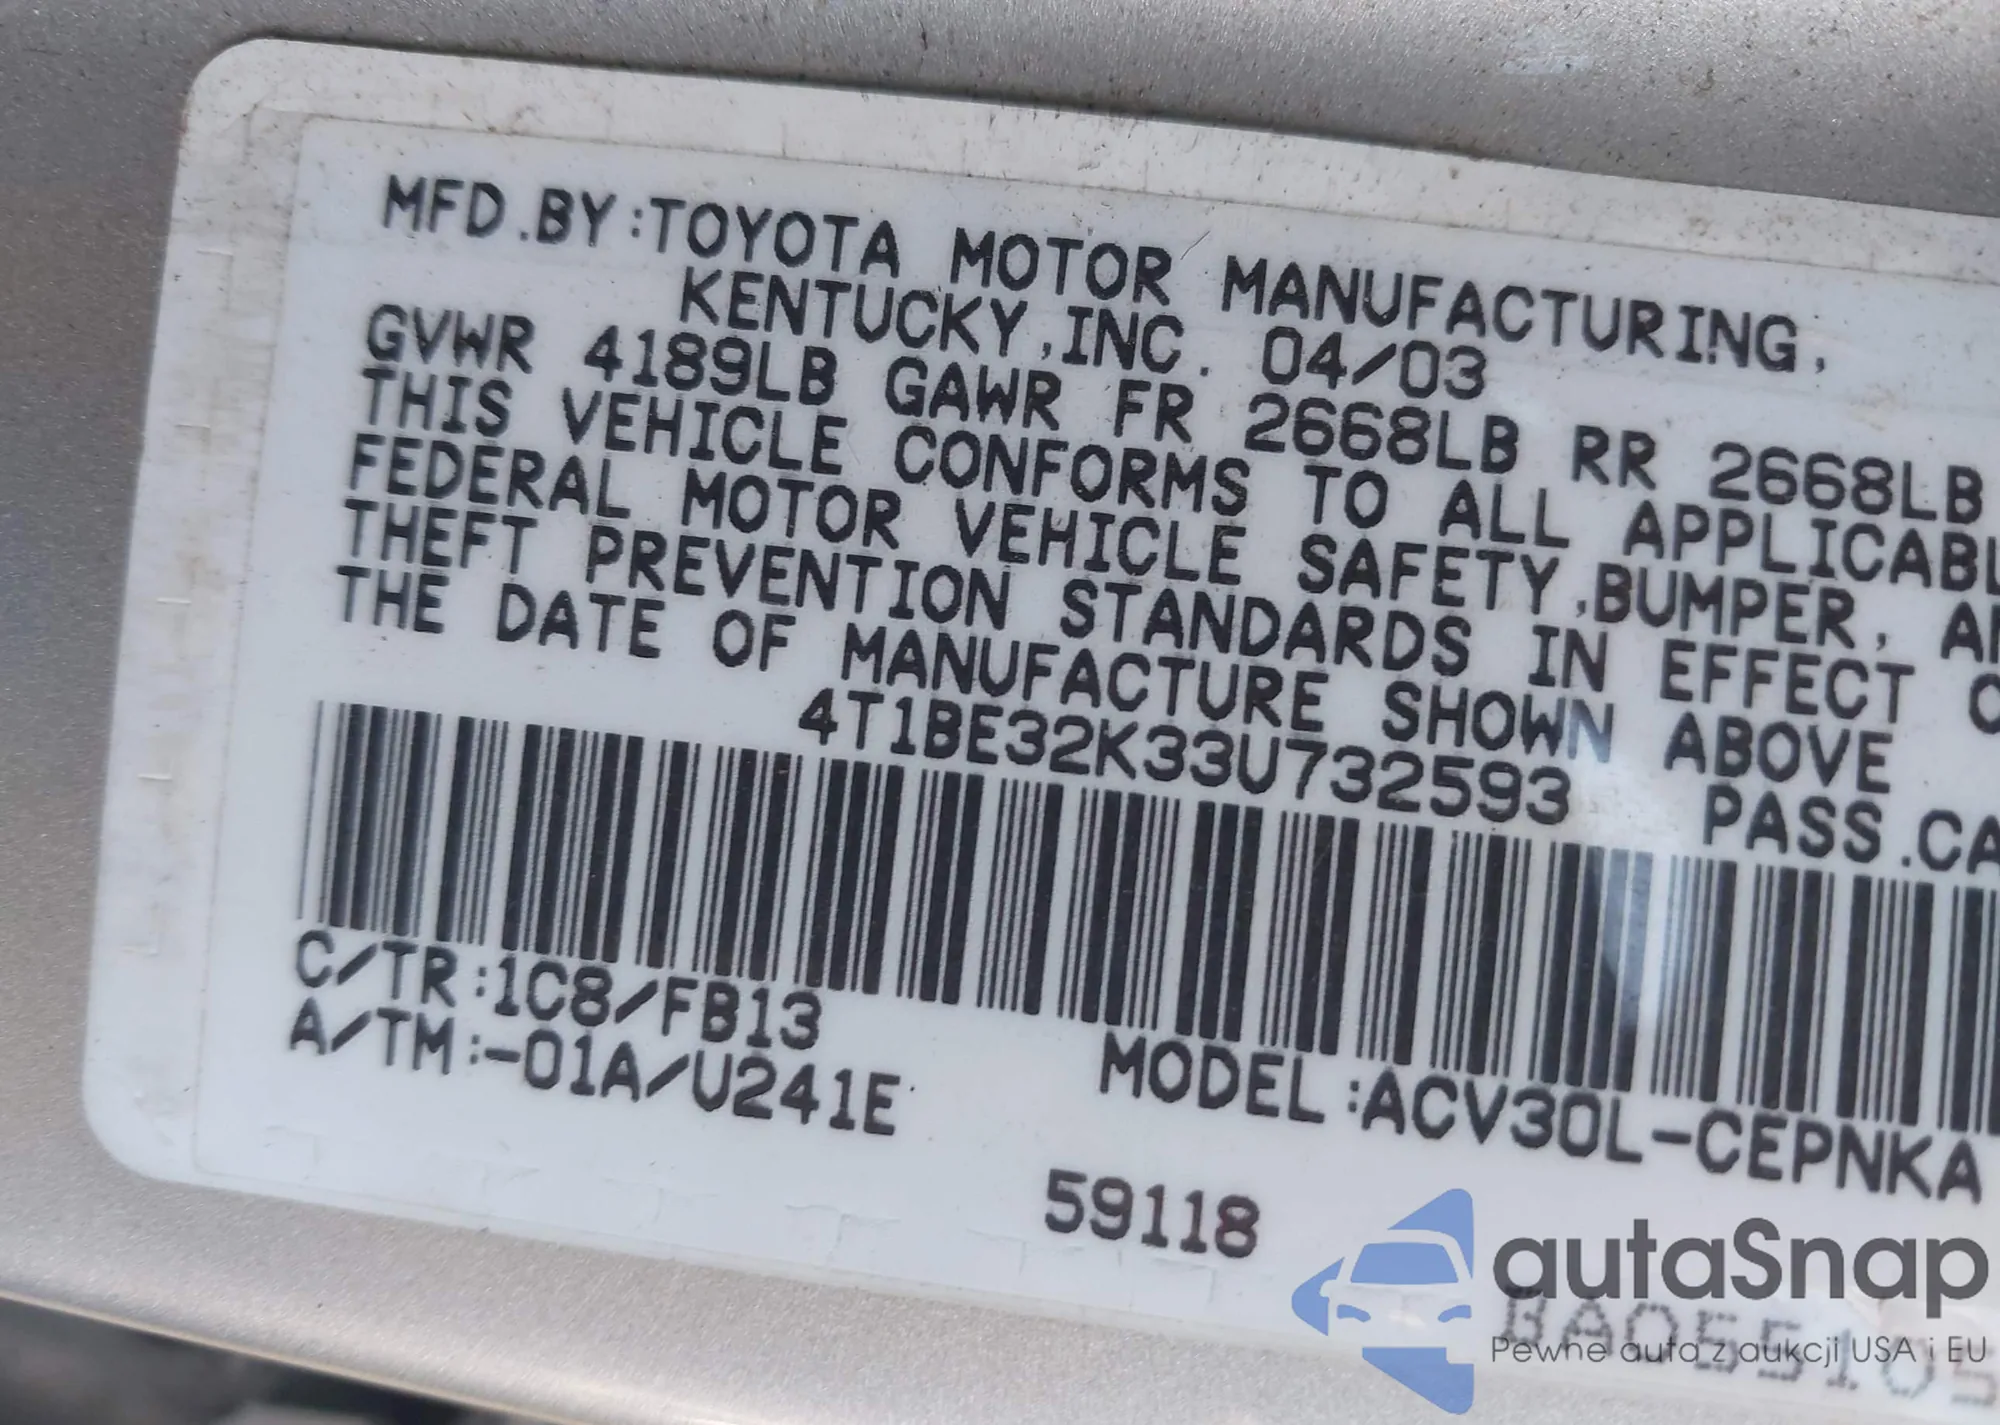 MFD.BY:TOYOTA MOTOR MANUFACTURING,
KENTUCKY,INC. 04/03
GVWR 4189LB GAWR FR 2668LB RR 2668LB
THIS VEHICLE CONFORMS TO ALL APPLICABL
FEDERAL MOTOR VEHICLE SAFETY,BUMPER, AN
THEFT PREVENTION STANDARDS IN EFFECT O
THE DATE OF MANUFACTURE SHOWN ABOVE
4T1BE32K33U732593 PASS.CA
C/TR:1C8/FB13
A/TM:-01A/U241E
MODEL:ACV30L-CEPNKA
59118
autaSnap
Pewne auta z aukcji USA i EU